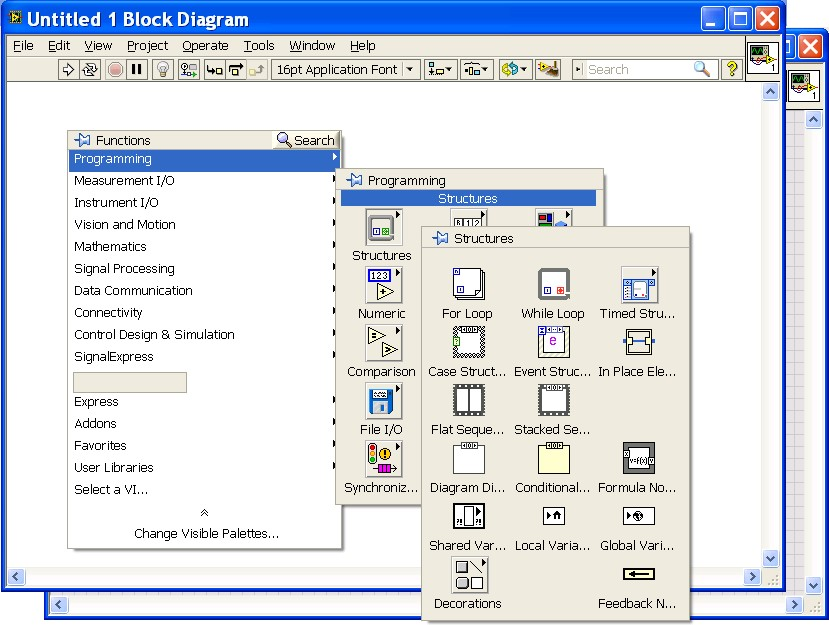 Untitled 1 Block Diagram
File Edit View Project Operate Tools Window Help
16pt Application Font Search ? 1
1
Functions Search
Programming
Measurement I/O
Instrument I/O
Vision and Motion
Mathematics
Signal Processing
Data Communication
Connectivity
Control Design & Simulation
SignalExpress
Express
Addons
Favorites
User Libraries
Select a VI...
Change Visible Palettes...
Programming
Structures
Structures
123
Numeric
Comparison
File I/O
Synchroniz...
Structures
For Loop While Loop Timed Stru...
Case Struct... Event Struc... In Place Ele...
Flat Seque... Stacked Se...
Diagram Di... Conditional... Formula No...
Shared Var... Local Varia... Global Vari...
Decorations Feedback N...